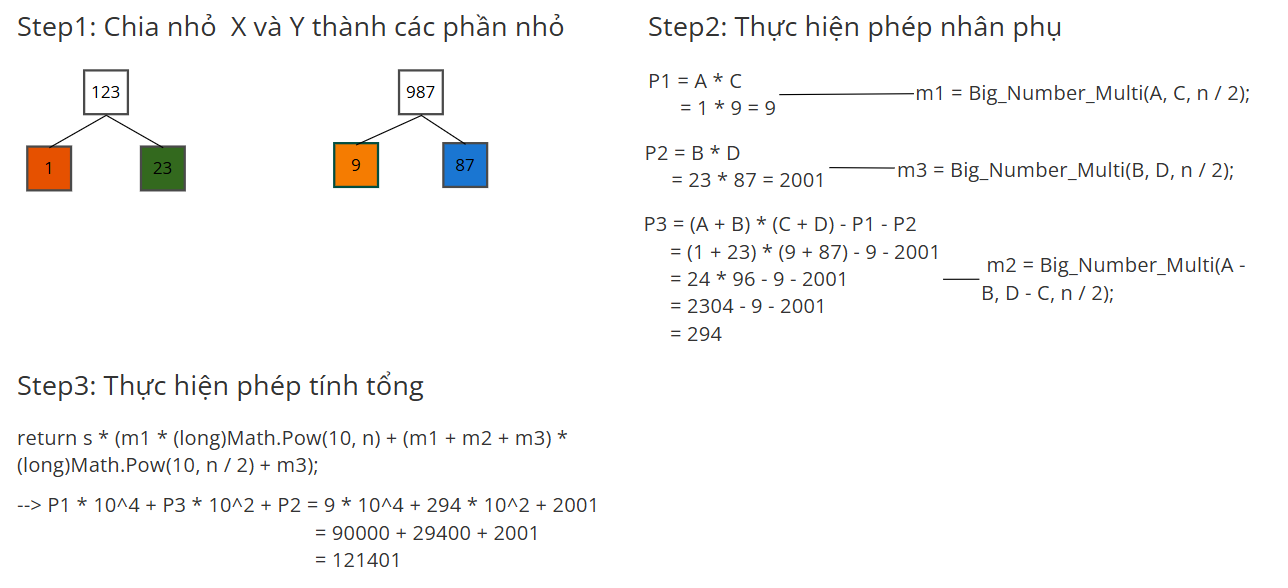 Step1: Chia nhỏ X và Y thành các phần nhỏ
123
1
23
987
9
87
Step2: Thực hiện phép nhân phụ
P1 = A * C
= 1 * 9 = 9
m1 = Big_Number_Multi(A, C, n / 2);
P2 = B * D
= 23 * 87 = 2001
m3 = Big_Number_Multi(B, D, n / 2);
P3 = (A + B) * (C + D) - P1 - P2
= (1 + 23) * (9 + 87) - 9 - 2001
= 24 * 96 - 9 - 2001
= 2304 - 9 - 2001
= 294
m2 = Big_Number_Multi(A -
B, D - C, n / 2);
Step3: Thực hiện phép tính tổng
return s * (m1 * (long)Math.Pow(10, n) + (m1 + m2 + m3) *
(long)Math.Pow(10, n / 2) + m3);
--> P1 * 10^4 + P3 * 10^2 + P2 = 9 * 10^4 + 294 * 10^2 + 2001
= 90000 + 29400 + 2001
= 121401